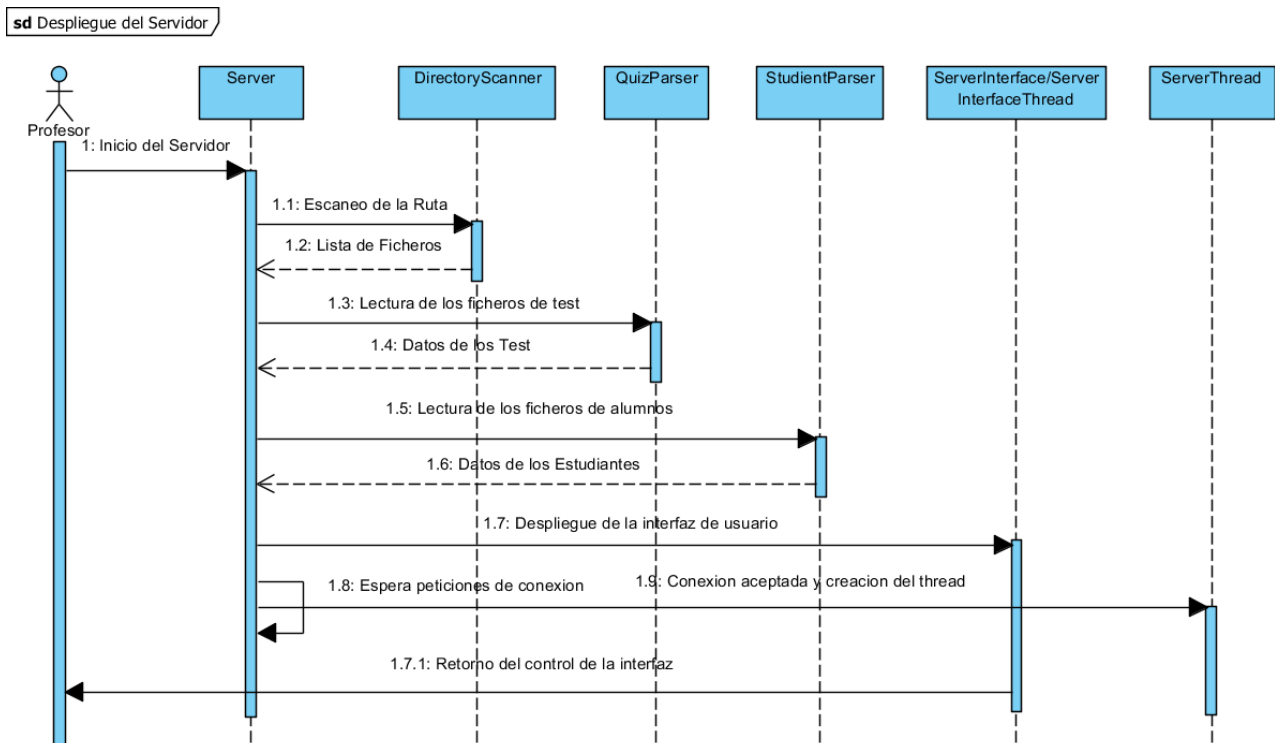 sd Despliegue del Servidor
Profesor
Server
DirectoryScanner
QuizParser
StudentParser
ServerInterface/Server
InterfaceThread
ServerThread
1: Inicio del Servidor
1.1: Escaneo de la Ruta
1.2: Lista de Ficheros
1.3: Lectura de los ficheros de test
1.4: Datos de los Test
1.5: Lectura de los ficheros de alumnos
1.6: Datos de los Estudiantes
1.7: Despliegue de la interfaz de usuario
1.8: Espera peticiones de conexion
1.9: Conexion aceptada y creacion del thread
1.7.1: Retorno del control de la interfaz